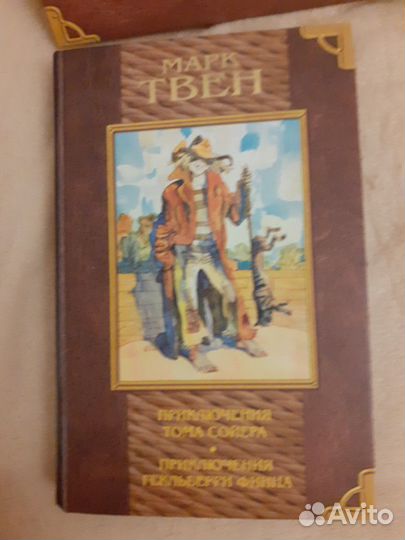 МАРК
ТВЕН
ПРИКЛЮЧЕНИЯ
ТОМА СОЙЕРА
•
ПРИКЛЮЧЕНИЯ
ГЕКЛЬБЕРРИ ФИННА
Avito